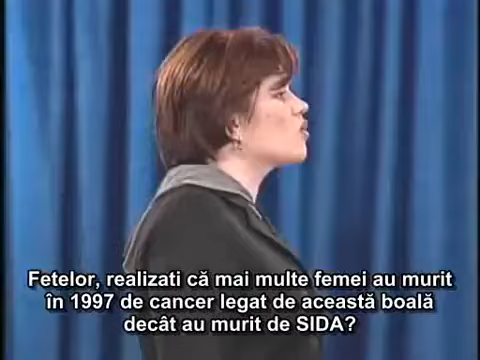 Fetelor, realizati că mai multe femei au murit
în 1997 de cancer legat de această boală
decât au murit de SIDA?